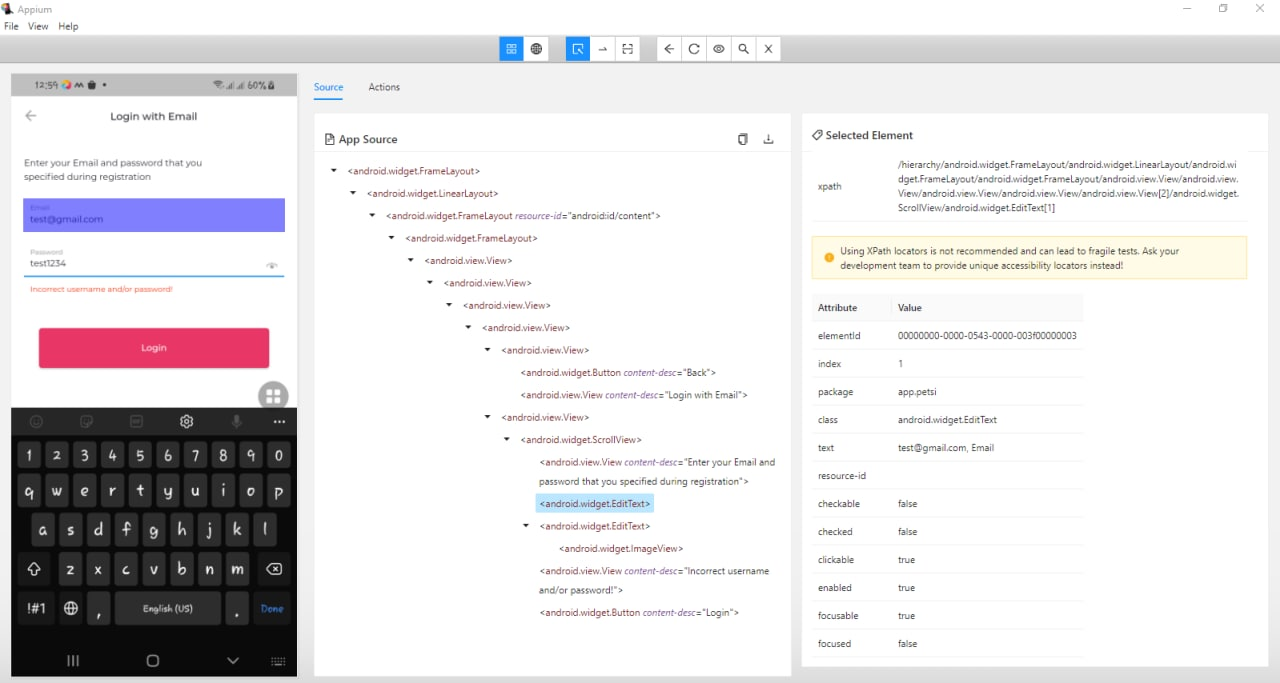 Appium
File View Help
12:59
60%
Login with Email
Enter your Email and password that you
specified during registration
Email
test@gmail.com
Password
test1234
Incorrect username and/or password!
Login
1 2 3 4 5 6 7 8 9 0
q w e r t y u i o p
a s d f g h j k l
z x c v b n m
!#1 , English (US) . Done
Source Actions
App Source
<android.widget.FrameLayout>
<android.widget.LinearLayout>
<android.widget.FrameLayout resource-id="android:id/content">
<android.widget.FrameLayout>
<android.view.View>
<android.view.View>
<android.view.View>
<android.view.View>
<android.view.View>
<android.widget.Button content-desc="Back">
<android.view.View content-desc="Login with Email">
<android.view.View>
<android.widget.ScrollView>
<android.view.View content-desc="Enter your Email and
password that you specified during registration">
<android.widget.EditText>
<android.widget.EditText>
<android.widget.ImageView>
<android.view.View content-desc="Incorrect username
and/or password!">
<android.widget.Button content-desc="Login">
Selected Element
xpath
/hierarchy/android.widget.FrameLayout/android.widget.LinearLayout/android.wi
dget.FrameLayout/android.widget.FrameLayout/android.view.View/android.view.
View/android.view.View/android.view.View/android.view.View[2]/android.widget.
ScrollView/android.widget.EditText[1]
Using XPath locators is not recommended and can lead to fragile tests. Ask your
development team to provide unique accessibility locators instead!
Attribute Value
elementId 00000000-0000-0543-0000-003f00000003
index 1
package app.petsi
class android.widget.EditText
text test@gmail.com, Email
resource-id
checkable false
checked false
clickable true
enabled true
focusable true
focused false